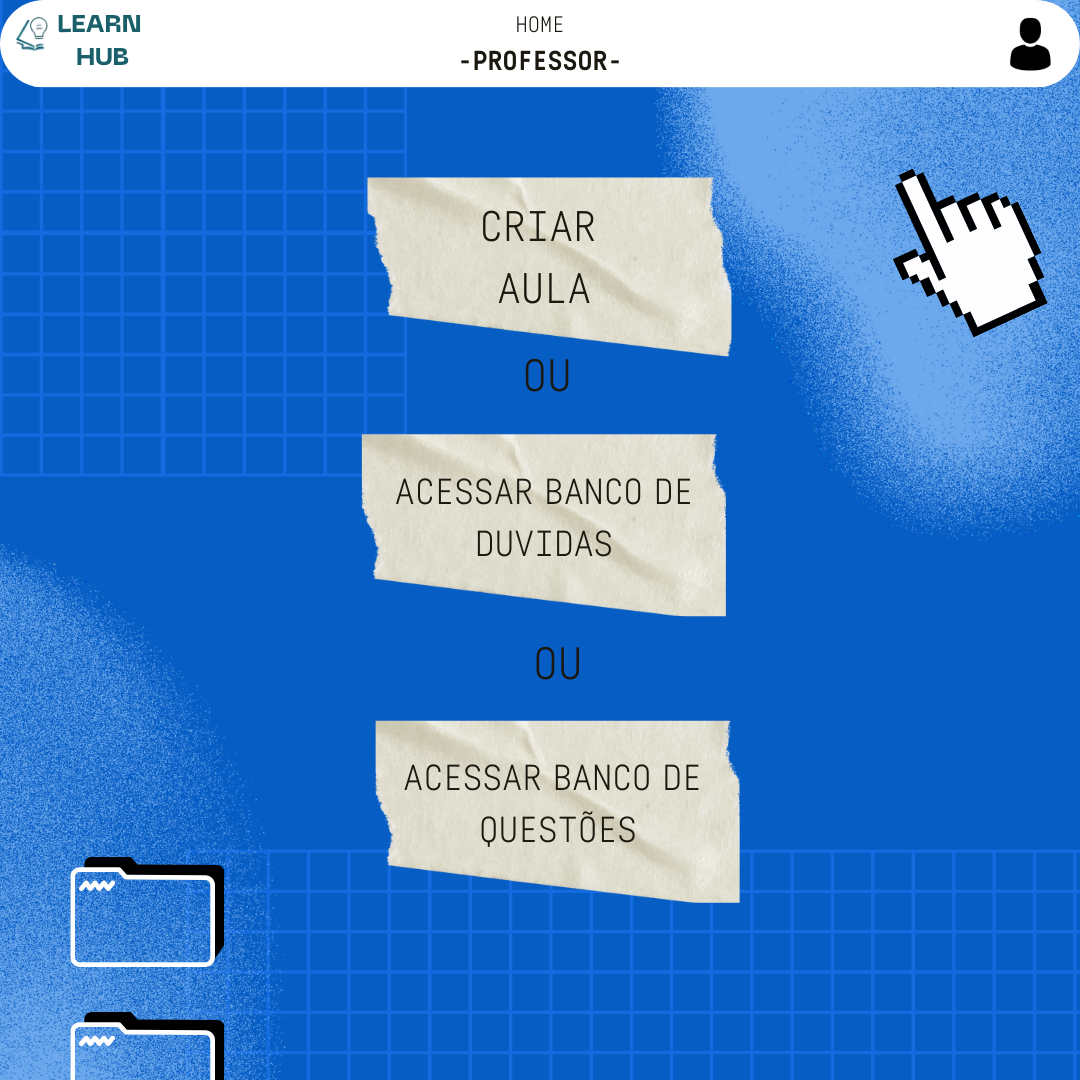 LEARN
HUB
HOME
-PROFESSOR-
CRIAR
AULA
OU
ACESSAR BANCO DE
DUVIDAS
OU
ACESSAR BANCO DE
QUESTÕES